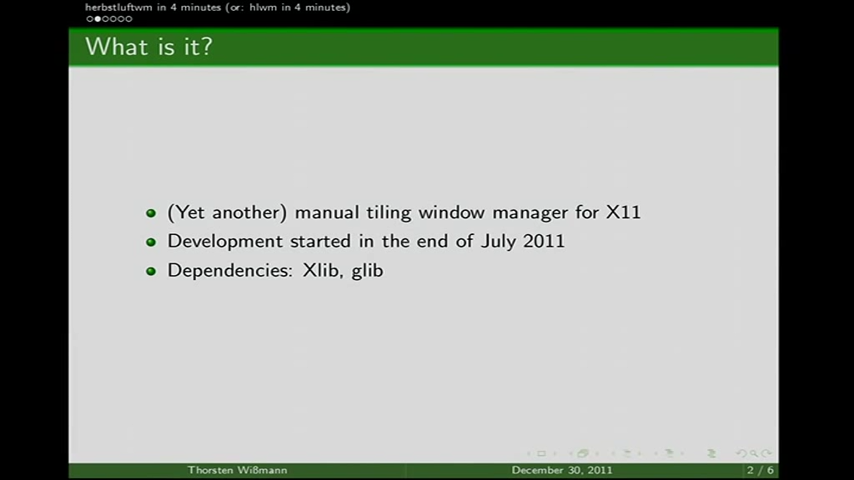 herbstluftwm in 4 minutes (or: hlwm in 4 minutes)
What is it?
(Yet another) manual tiling window manager for X11
Development started in the end of July 2011
Dependencies: Xlib, glib
Thorsten Wißmann
December 30, 2011
2 / 6